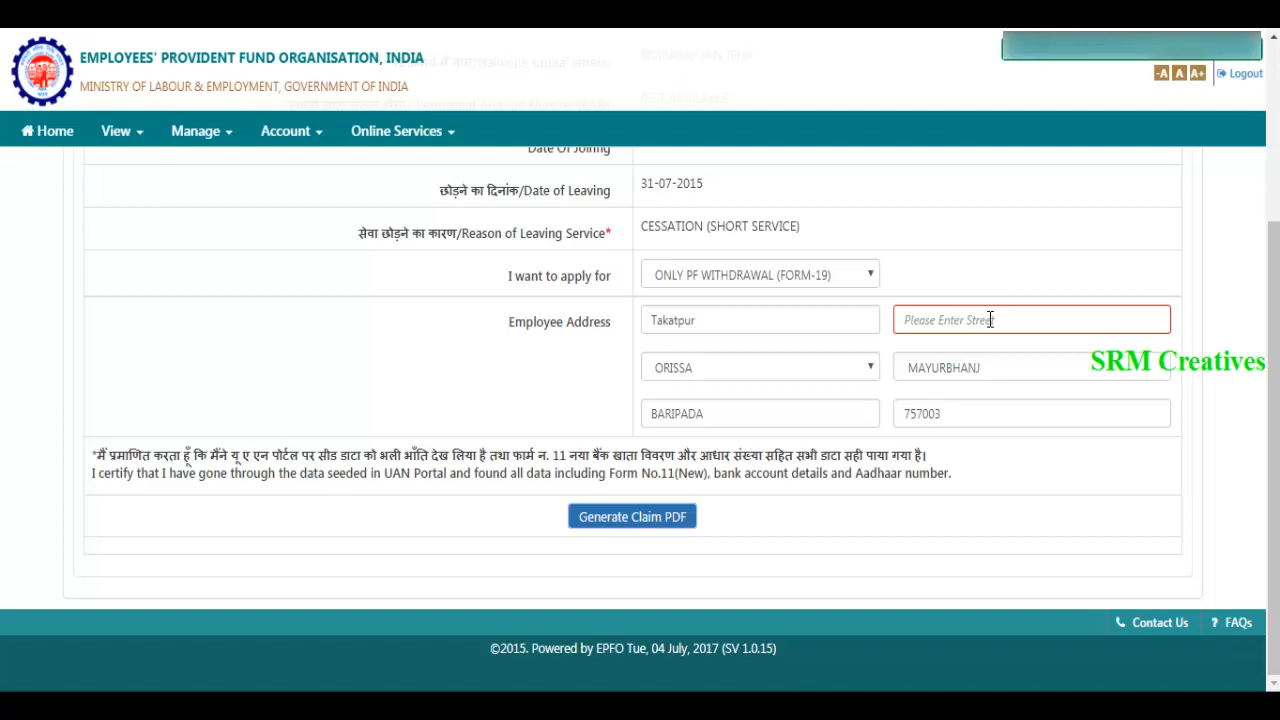 EMPLOYEES' PROVIDENT FUND ORGANISATION, INDIA
MINISTRY OF LABOUR & EMPLOYMENT, GOVERNMENT OF INDIA
-A A A+ Logout
Home View Manage Account Online Services
Date Of Joining
छोड़ने का दिनांक/Date of Leaving 31-07-2015
सेवा छोड़ने का कारण/Reason of Leaving Service* CESSATION (SHORT SERVICE)
I want to apply for ONLY PF WITHDRAWAL (FORM-19)
Employee Address Takatpur Please Enter Street
SRM Creatives
ORISSA MAYURBHANJ
BARIPADA 757003
*मैं प्रमाणित करता हूँ कि मैंने यू ए एन पोर्टल पर सीड डाटा को भली भाँति देख लिया है तथा फार्म न. 11 नया बैंक खाता विवरण और आधार संख्या सहित सभी डाटा सही पाया गया है।
I certify that I have gone through the data seeded in UAN Portal and found all data including Form No.11(New), bank account details and Aadhaar number.
Generate Claim PDF
Contact Us ? FAQs
©2015. Powered by EPFO Tue, 04 July, 2017 (SV 1.0.15)